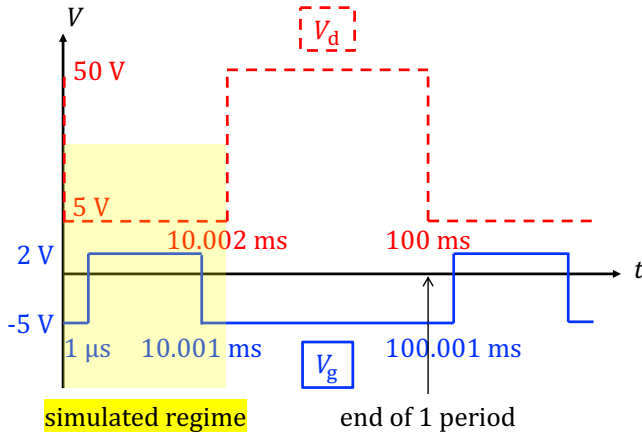 V
V_d
50 V
5 V
10.002 ms
100 ms
2 V
t
-5 V
1 μs
10.001 ms
V_g
100.001 ms
simulated regime
end of 1 period